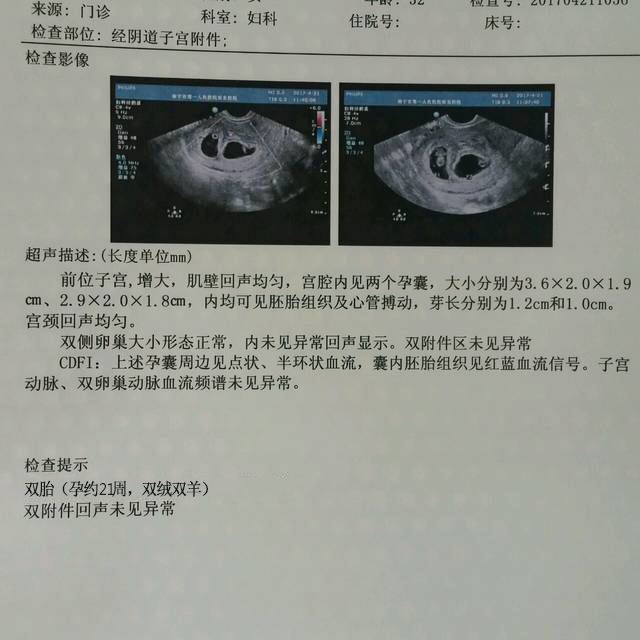 来源: 门诊
科室: 妇科
住院号:
床号:
检查部位: 经阴道子宫附件;
检查影像
PHILIPS
PHILIPS
超声描述:(长度单位mm)
前位子宫,增大，肌壁回声均匀，宫腔内见两个孕囊，大小分别为3.6×2.0×1.9
cm、2.9×2.0×1.8cm，内均可见胚胎组织及心管搏动，芽长分别为1.2cm和1.0cm。
宫颈回声均匀。
双侧卵巢大小形态正常，内未见异常回声显示。双附件区未见异常
CDFI：上述孕囊周边见点状、半环状血流，囊内胚胎组织见红蓝血流信号。子宫
动脉、双卵巢动脉血流频谱未见异常。
检查提示
双胎（孕约21周，双绒双羊）
双附件回声未见异常